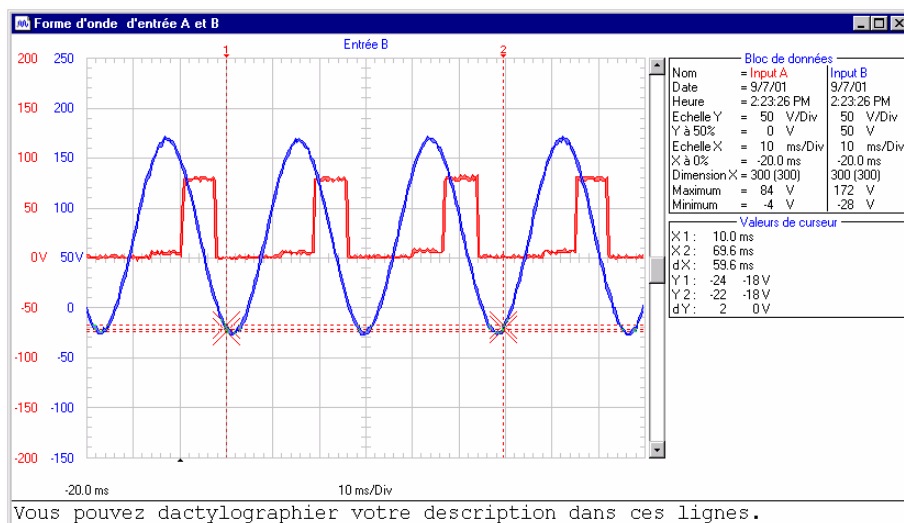 Forme d'onde d'entrée A et B
Entrée B
1
2
200
150
100
50
0V
-50
-100
-150
-200
250
200
150
100
50V
0
-50
-100
-150
-20.0 ms
10 ms/Div
Bloc de données
Nom = Input A Input B
Date = 9/7/01 9/7/01
Heure = 2:23:26 PM 2:23:26 PM
Echelle Y = 50 V/Div 50 V/Div
Y à 50% = 0 V 50 V
Echelle X = 10 ms/Div 10 ms/Div
X à 0% = -20.0 ms -20.0 ms
Dimension X = 300 (300) 300 (300)
Maximum = 84 V 172 V
Minimum = -4 V -28 V
Valeurs de curseur
X 1 : 10.0 ms
X 2 : 69.6 ms
dX : 59.6 ms
Y 1 : -24 -18 V
Y 2 : -22 -18 V
dY : 2 0 V
Vous pouvez dactylographier votre description dans ces lignes.